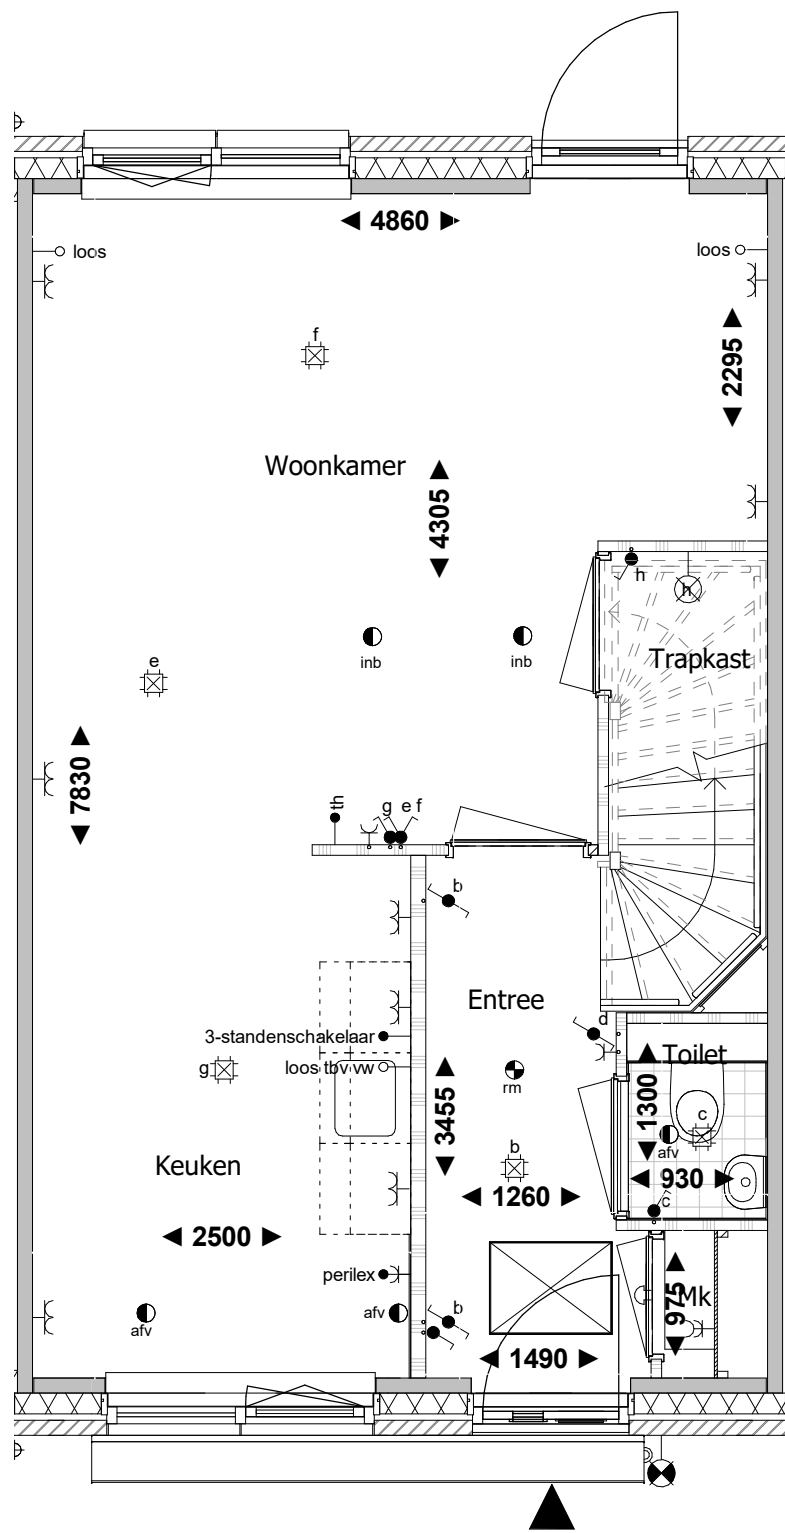 4860
loos
loos
f
2295
Woonkamer
4305
h
h
inb
inb
Trapkast
e
7830
th
g
e f
b
Entree
d
3-standenschakelaar
Toilet
g
loos tbv vw
3455
rm
1300
c
afv
Keuken
b
930
1260
c
2500
perilex
975
Mk
afv
afv
b
1490